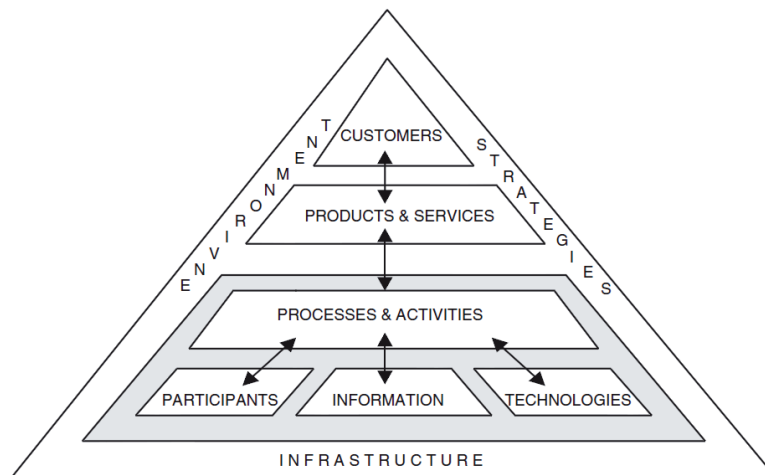 CUSTOMERS
ENVIRONMENT
STRATEGIES
PRODUCTS & SERVICES
PROCESSES & ACTIVITIES
PARTICIPANTS
INFORMATION
TECHNOLOGIES
INFRASTRUCTURE